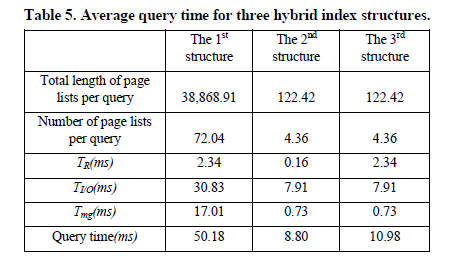 Table 5. Average query time for three hybrid index structures.
The 1st structure The 2nd structure The 3rd structure
Total length of page lists per query 38,868.91 122.42 122.42
Number of page lists per query 72.04 4.36 4.36
TR(ms) 2.34 0.16 2.34
TI/O(ms) 30.83 7.91 7.91
Tmg(ms) 17.01 0.73 0.73
Query time(ms) 50.18 8.80 10.98